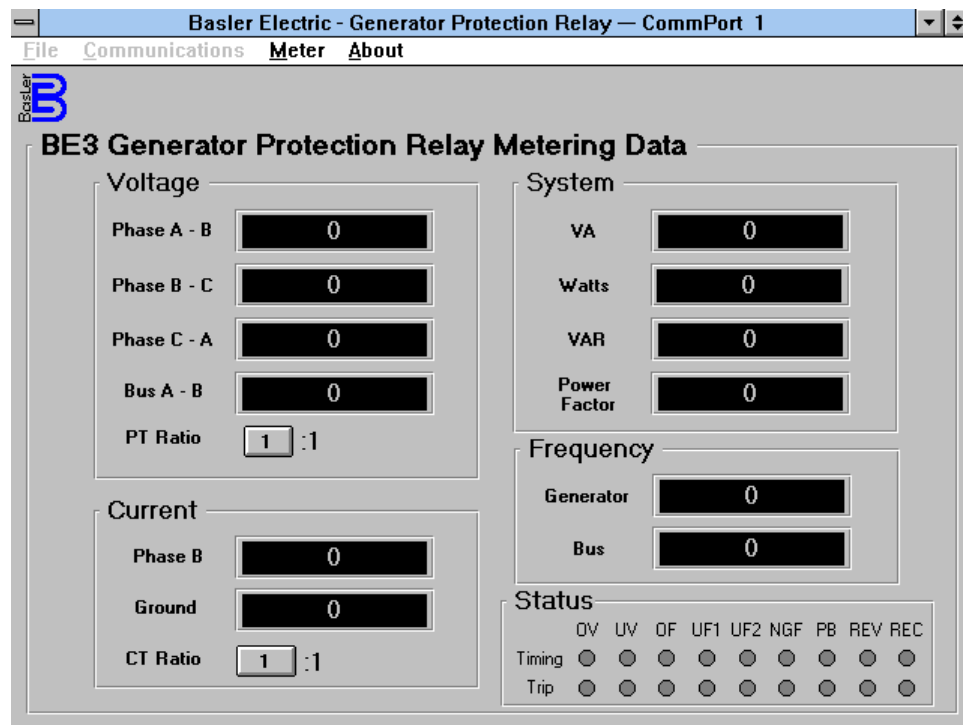 Basler Electric - Generator Protection Relay — CommPort 1
File Communications Meter About
Basler
BE3 Generator Protection Relay Metering Data
Voltage
Phase A - B 0
Phase B - C 0
Phase C - A 0
Bus A - B 0
PT Ratio 1 :1
Current
Phase B 0
Ground 0
CT Ratio 1 :1
System
VA 0
Watts 0
VAR 0
Power
Factor 0
Frequency
Generator 0
Bus 0
Status
OV UV OF UF1 UF2 NGF PB REV REC
Timing
Trip